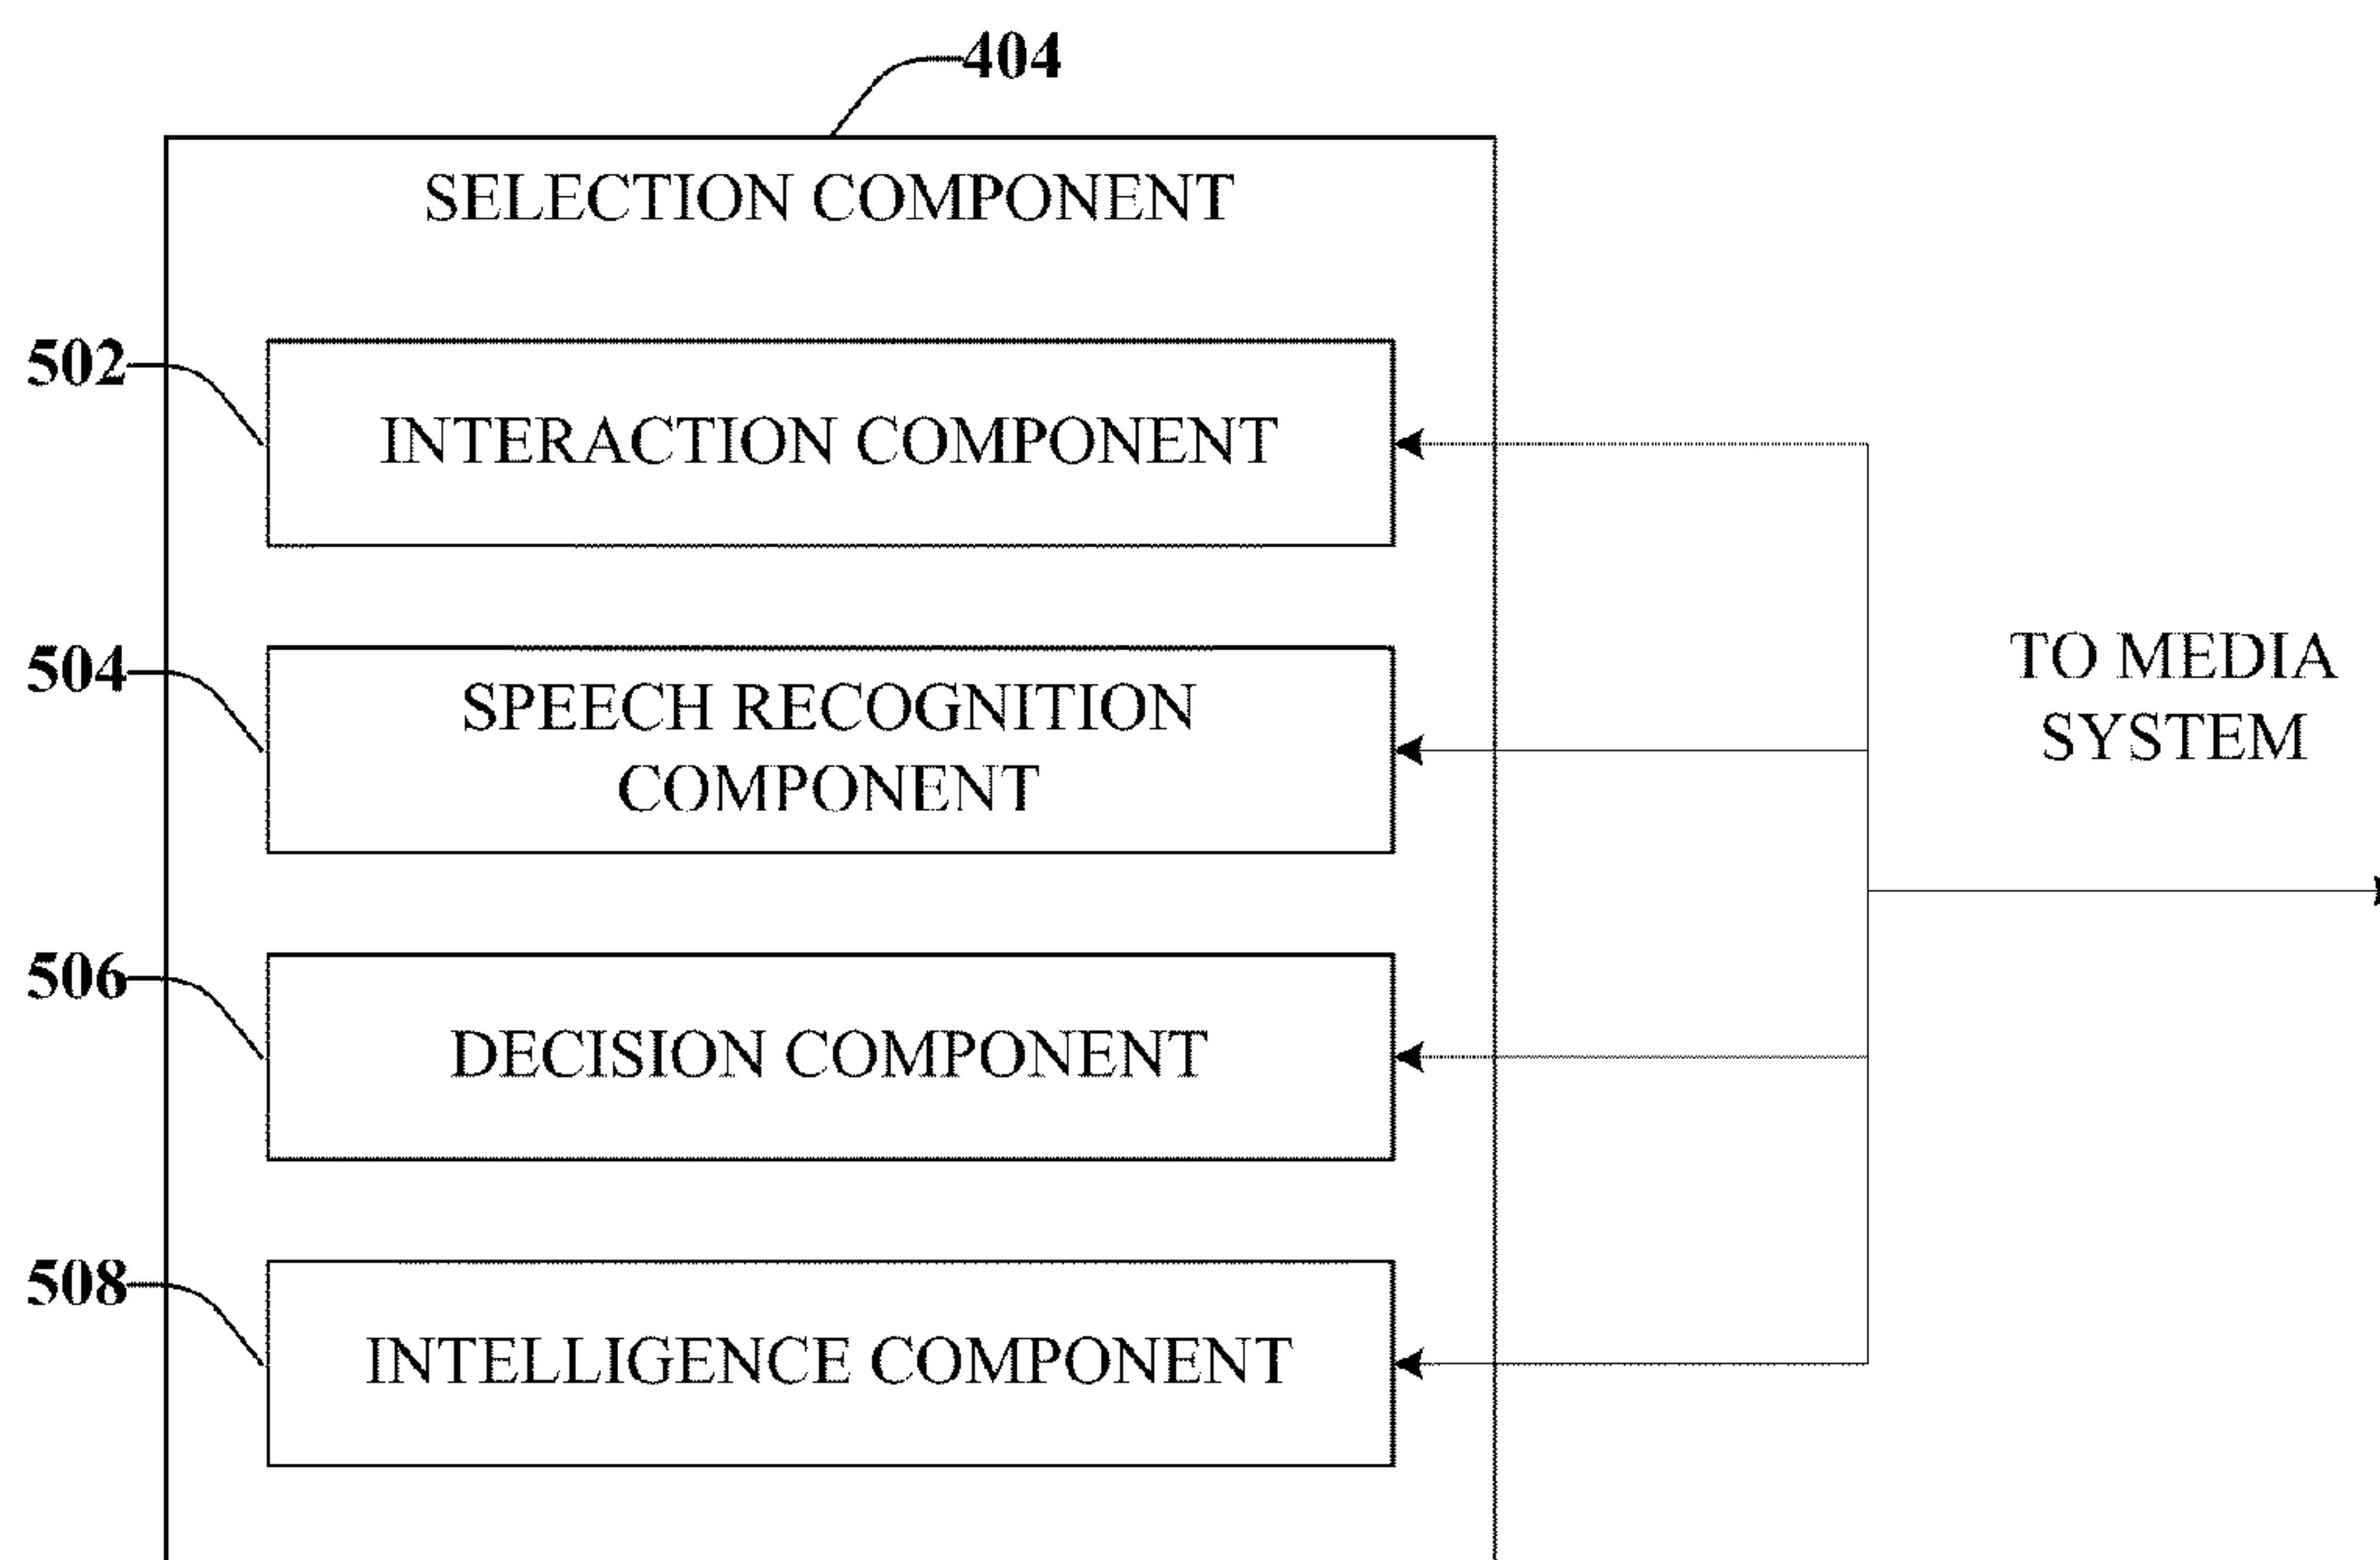 404
SELECTION COMPONENT
502
INTERACTION COMPONENT
504
SPEECH RECOGNITION
COMPONENT
TO MEDIA
SYSTEM
506
DECISION COMPONENT
508
INTELLIGENCE COMPONENT